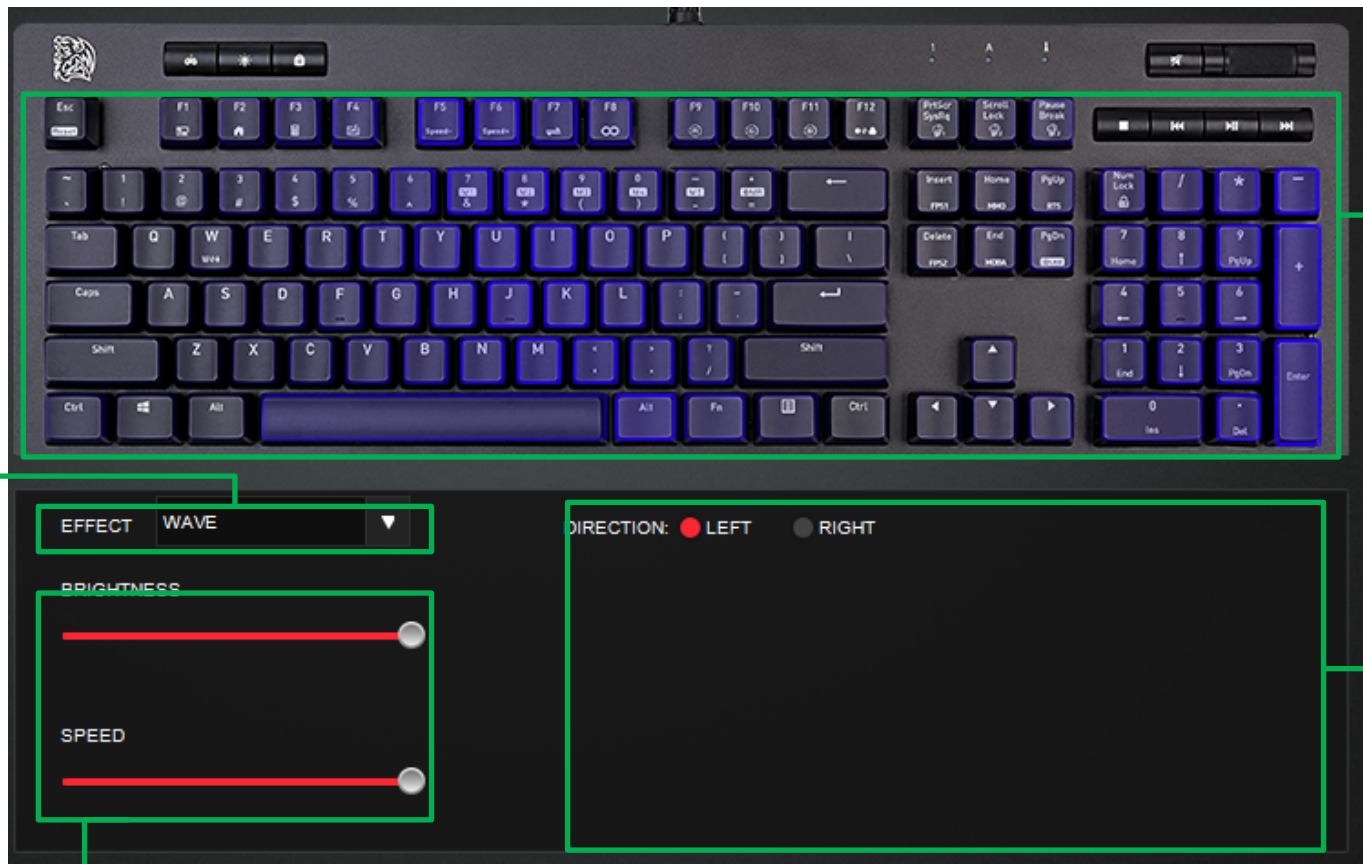 1 A
Esc F1 F2 F3 F4 F5 F6 F7 F8 F9 F10 F11 F12 PrtScr Scroll Pause
Reset Speed- Speed+ SysRq Lock Break
~ 1 2 3 4 5 6 7 8 9 0 - + ← Insert Home PgUp Num / * -
` ! @ # $ % ^ & * ( ) - = FPS1 MMO RTS Lock
Tab Q W E R T Y U I O P Delete End PgDn 7 8 9 +
FPS2 MOBA Home ↑ PgUp
Caps A S D F G H J K L 4 5 6
← →
Shift Z X C V B N M Shift 1 2 3 Enter
End ↓ PgDn
Ctrl Alt Alt Fn Ctrl 0 .
Ins Del
EFFECT WAVE DIRECTION: LEFT RIGHT
BRIGHTNESS
SPEED